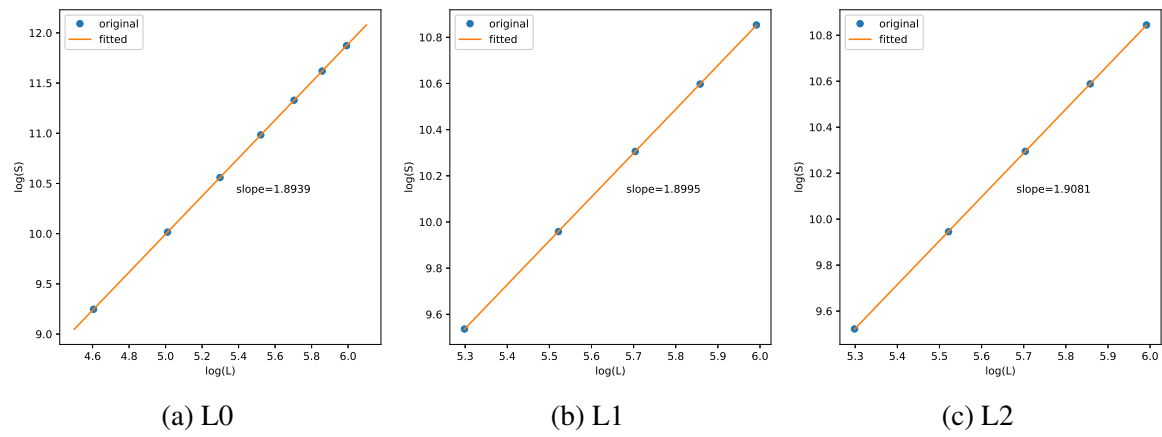 original
fitted
12.0
11.5
11.0
10.5
10.0
9.5
9.0
log(S)
slope=1.8939
4.6 4.8 5.0 5.2 5.4 5.6 5.8 6.0
log(L)
(a) L0
original
fitted
10.8
10.6
10.4
10.2
10.0
9.8
9.6
log(S)
slope=1.8995
5.3 5.4 5.5 5.6 5.7 5.8 5.9 6.0
log(L)
(b) L1
original
fitted
10.8
10.6
10.4
10.2
10.0
9.8
9.6
log(S)
slope=1.9081
5.3 5.4 5.5 5.6 5.7 5.8 5.9 6.0
log(L)
(c) L2